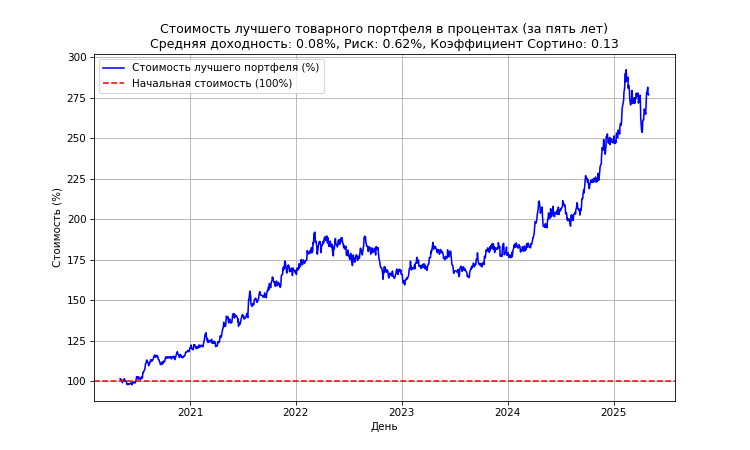 Стоимость лучшего товарного портфеля в процентах (за пять лет)
Средняя доходность: 0.08%, Риск: 0.62%, Коэффициент Сортино: 0.13
Стоимость лучшего портфеля (%)
Начальная стоимость (100%)
Стоимость (%)
300
275
250
225
200
175
150
125
100
2021
2022
2023
2024
2025
День